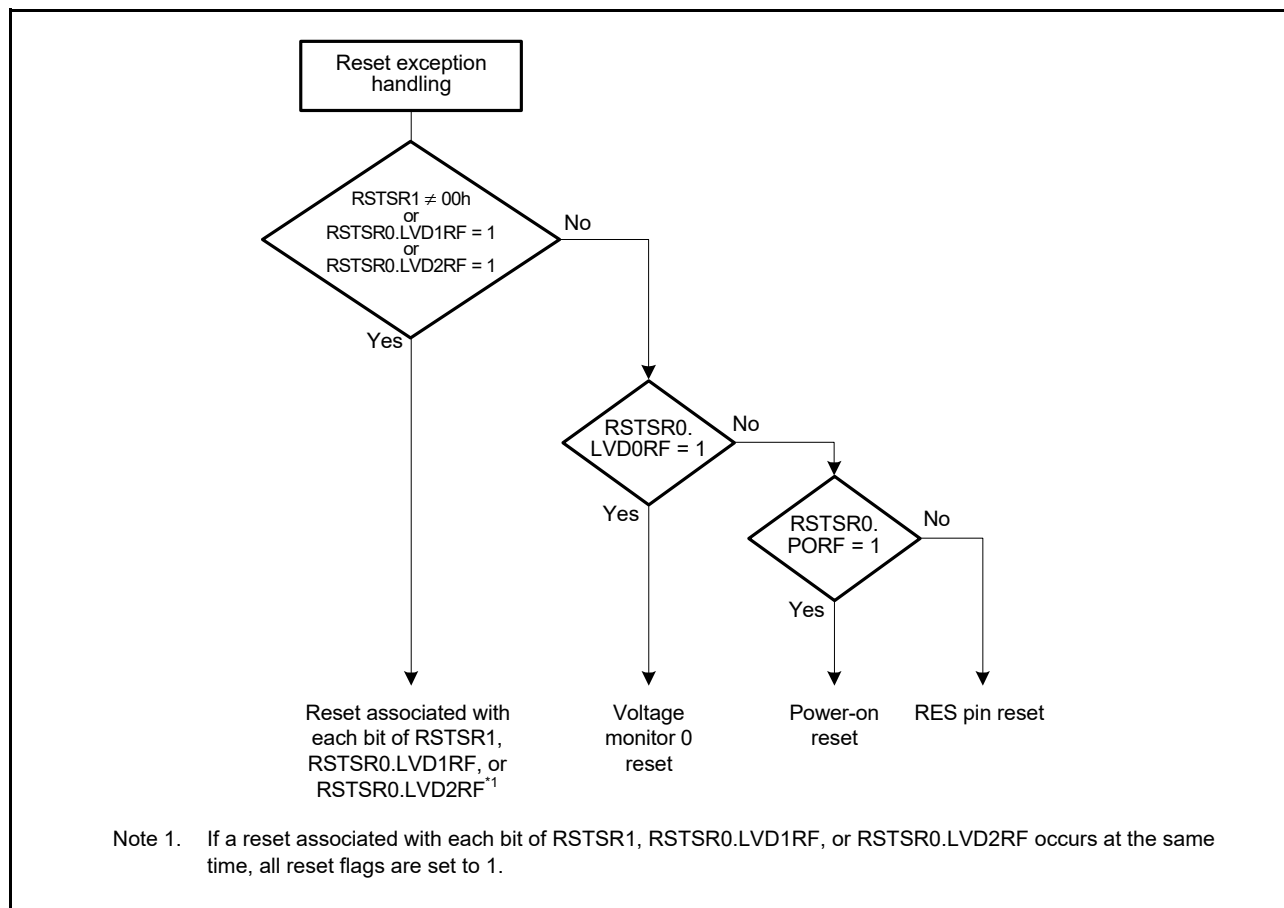 Reset exception
handling
RSTSR1 ≠ 00h
or
RSTSR0.LVD1RF = 1
or
RSTSR0.LVD2RF = 1
No
Yes
RSTSR0.
LVD0RF = 1
No
Yes
RSTSR0.
PORF = 1
No
Yes
Reset associated with
each bit of RSTSR1,
RSTSR0.LVD1RF, or
RSTSR0.LVD2RF*1
Voltage
monitor 0
reset
Power-on
reset
RES pin reset
Note 1. If a reset associated with each bit of RSTSR1, RSTSR0.LVD1RF, or RSTSR0.LVD2RF occurs at the same
time, all reset flags are set to 1.